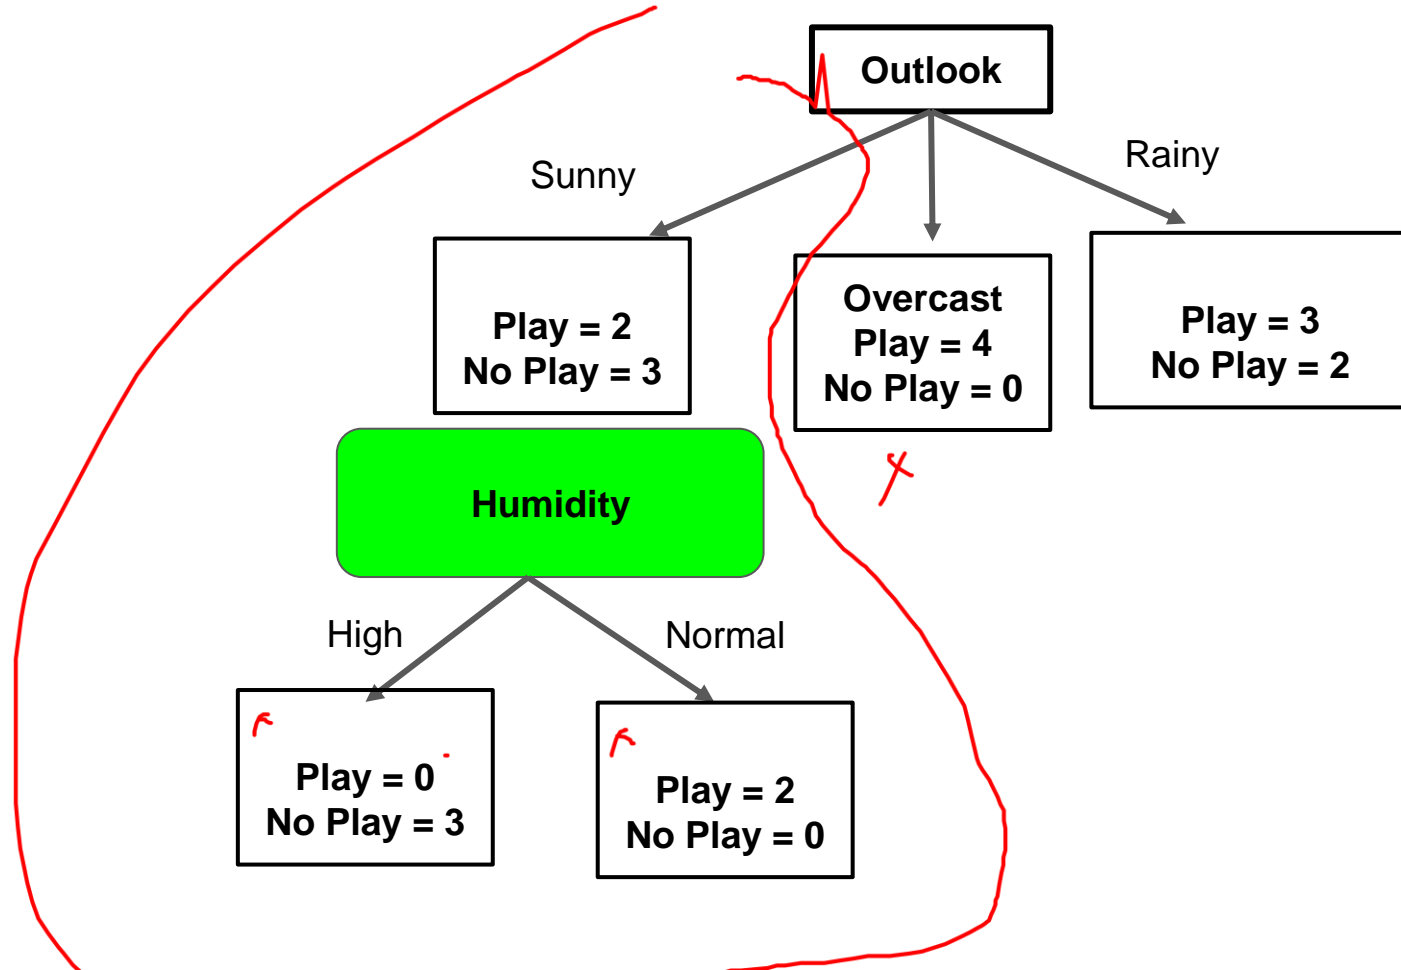 Outlook
Sunny
Rainy
Play = 2
No Play = 3
Overcast
Play = 4
No Play = 0
Play = 3
No Play = 2
Humidity
High
Normal
Play = 0
No Play = 3
Play = 2
No Play = 0